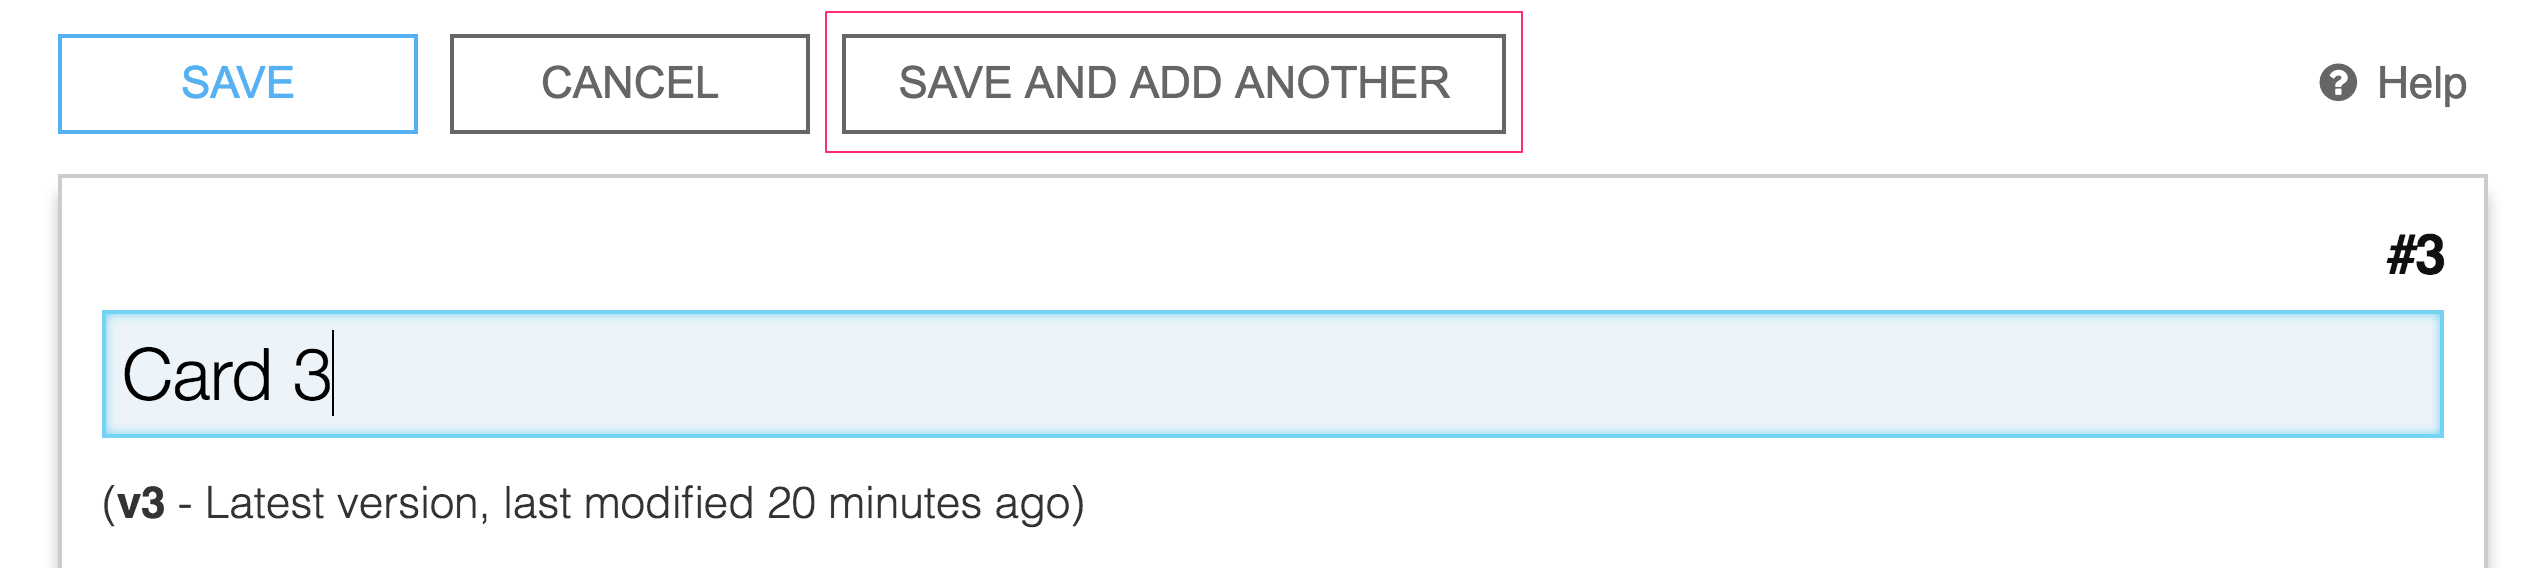 SAVE CANCEL SAVE AND ADD ANOTHER Help
#3
Card 3
(v3 - Latest version, last modified 20 minutes ago)